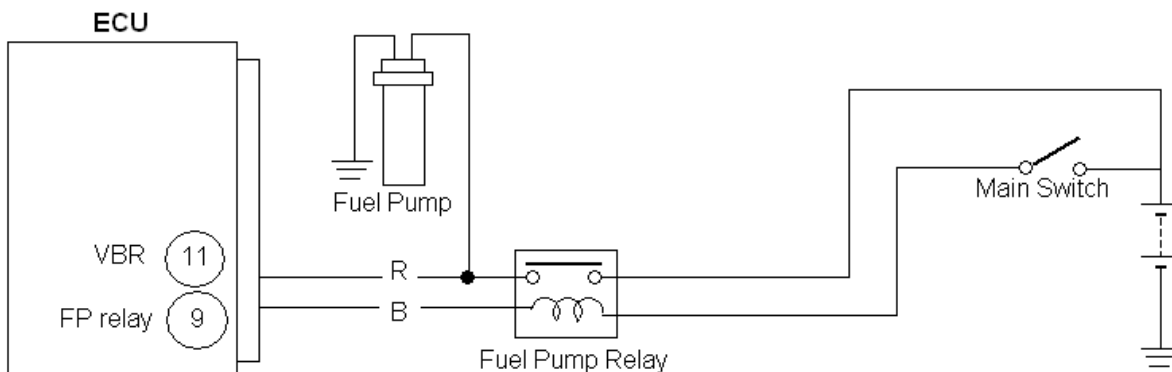 ECU
Fuel Pump
Main Switch
VBR 11
R
FP relay 9
B
Fuel Pump Relay